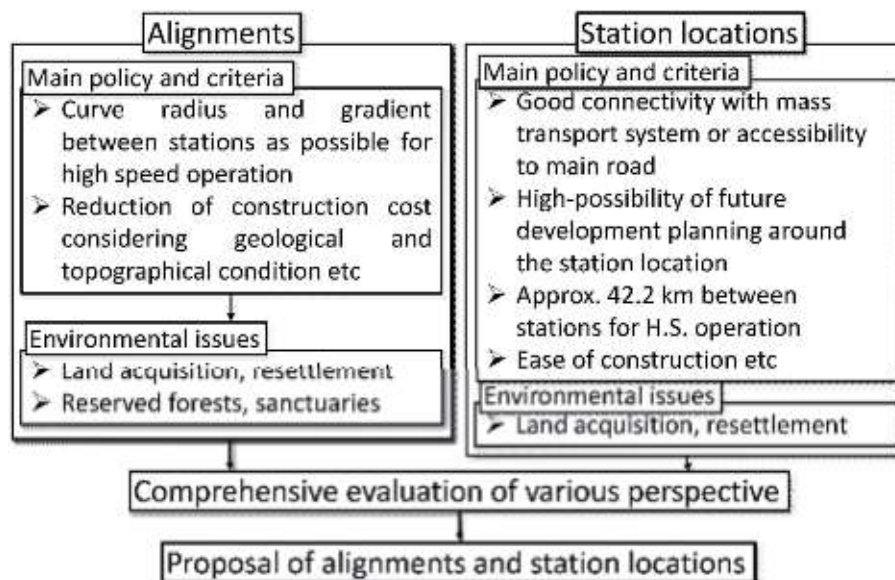 Alignments
Main policy and criteria
➢ Curve radius and gradient
between stations as possible for
high speed operation
➢ Reduction of construction cost
considering geological and
topographical condition etc
Environmental issues
➢ Land acquisition, resettlement
➢ Reserved forests, sanctuaries
Station locations
Main policy and criteria
➢ Good connectivity with mass
transport system or accessibility
to main road
➢ High-possibility of future
development planning around
the station location
➢ Approx. 42.2 km between
stations for H.S. operation
➢ Ease of construction etc
Environmental issues
➢ Land acquisition, resettlement
Comprehensive evaluation of various perspective
Proposal of alignments and station locations